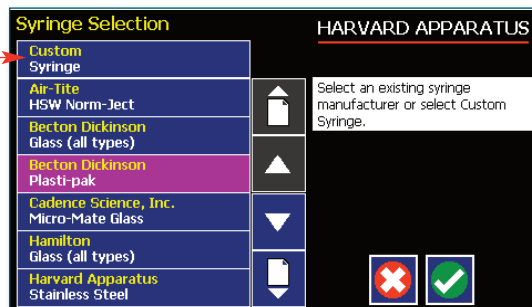 Syringe Selection
HARVARD APPARATUS
Custom
Syringe
Air-Tite
HSW Norm-Ject
Becton Dickinson
Glass (all types)
Becton Dickinson
Plasti-pak
Cadence Science, Inc.
Micro-Mate Glass
Hamilton
Glass (all types)
Harvard Apparatus
Stainless Steel
Select an existing syringe
manufacturer or select Custom
Syringe.